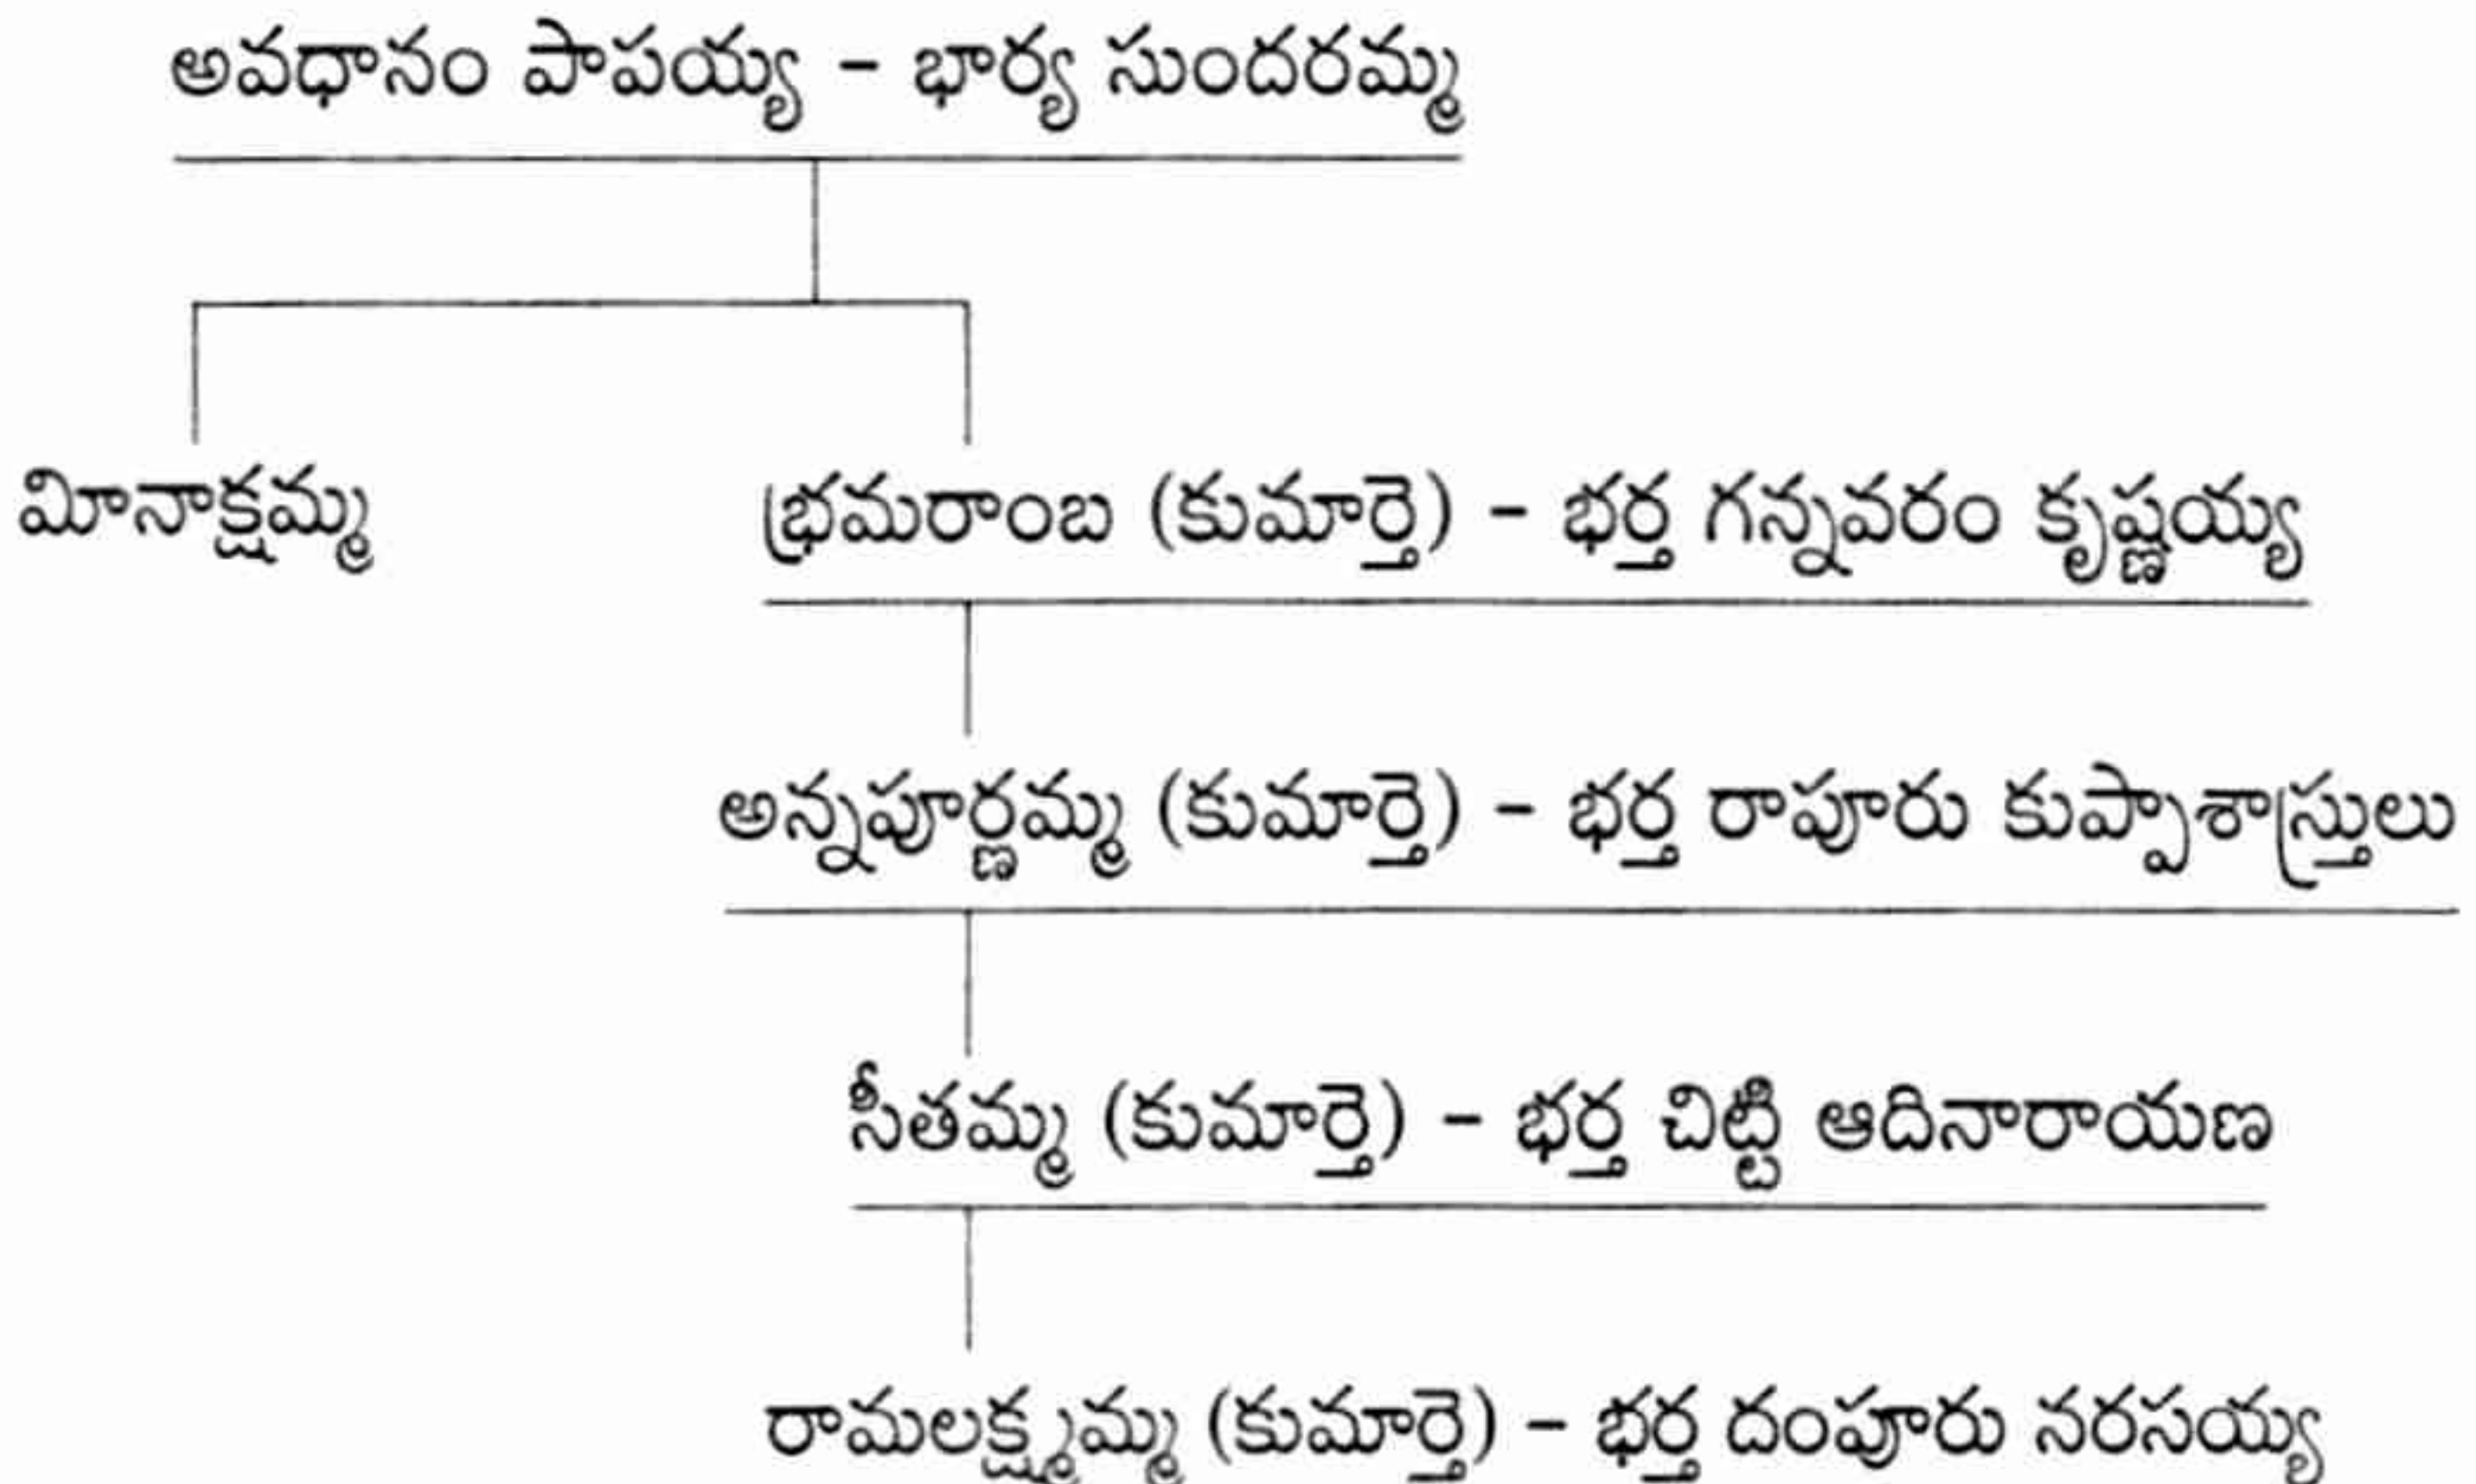 అవధానం పాపయ్య – భార్య సుందరమ్మ
మీనాక్షమ్మ భ్రమరాంబ (కుమార్తె) – భర్త గన్నవరం కృష్ణయ్య
అన్నపూర్ణమ్మ (కుమార్తె) – భర్త రాపూరు కుప్పాశాస్త్రులు
సీతమ్మ (కుమార్తె) – భర్త చిట్టి ఆదినారాయణ
రామలక్ష్మమ్మ (కుమార్తె) – భర్త దంపూరు నరసయ్య